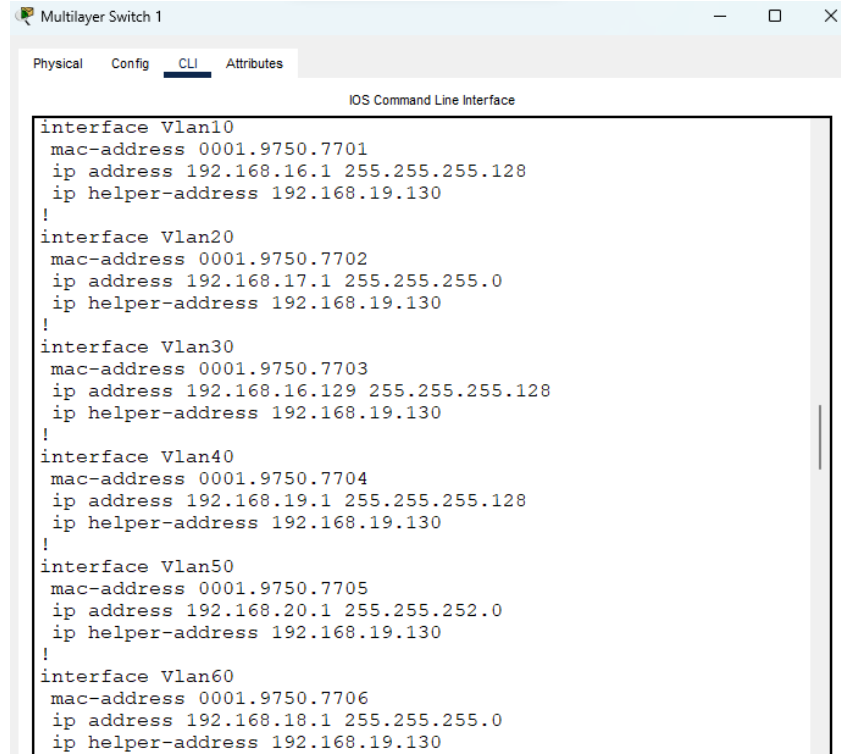 Multilayer Switch 1
Physical Config CLI Attributes
IOS Command Line Interface
interface Vlan10
 mac-address 0001.9750.7701
 ip address 192.168.16.1 255.255.255.128
 ip helper-address 192.168.19.130
!
interface Vlan20
 mac-address 0001.9750.7702
 ip address 192.168.17.1 255.255.255.0
 ip helper-address 192.168.19.130
!
interface Vlan30
 mac-address 0001.9750.7703
 ip address 192.168.16.129 255.255.255.128
 ip helper-address 192.168.19.130
!
interface Vlan40
 mac-address 0001.9750.7704
 ip address 192.168.19.1 255.255.255.128
 ip helper-address 192.168.19.130
!
interface Vlan50
 mac-address 0001.9750.7705
 ip address 192.168.20.1 255.255.252.0
 ip helper-address 192.168.19.130
!
interface Vlan60
 mac-address 0001.9750.7706
 ip address 192.168.18.1 255.255.255.0
 ip helper-address 192.168.19.130